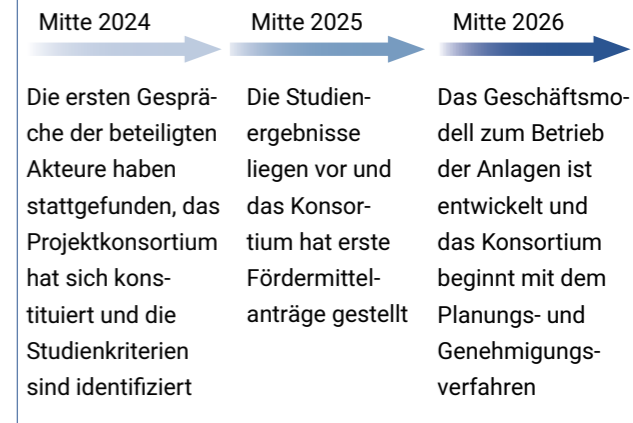 Mitte 2024
Die ersten Gesprä-
che der beteiligten
Akteure haben
stattgefunden, das
Projektkonsortium
hat sich kons-
tituiert und die
Studienkriterien
sind identifiziert
Mitte 2025
Die Studien-
ergebnisse
liegen vor und
das Konsor-
tium hat erste
Fördermittel-
anträge gestellt
Mitte 2026
Das Geschäftsmo-
dell zum Betrieb
der Anlagen ist
entwickelt und
das Konsortium
beginnt mit dem
Planungs- und
Genehmigungs-
verfahren